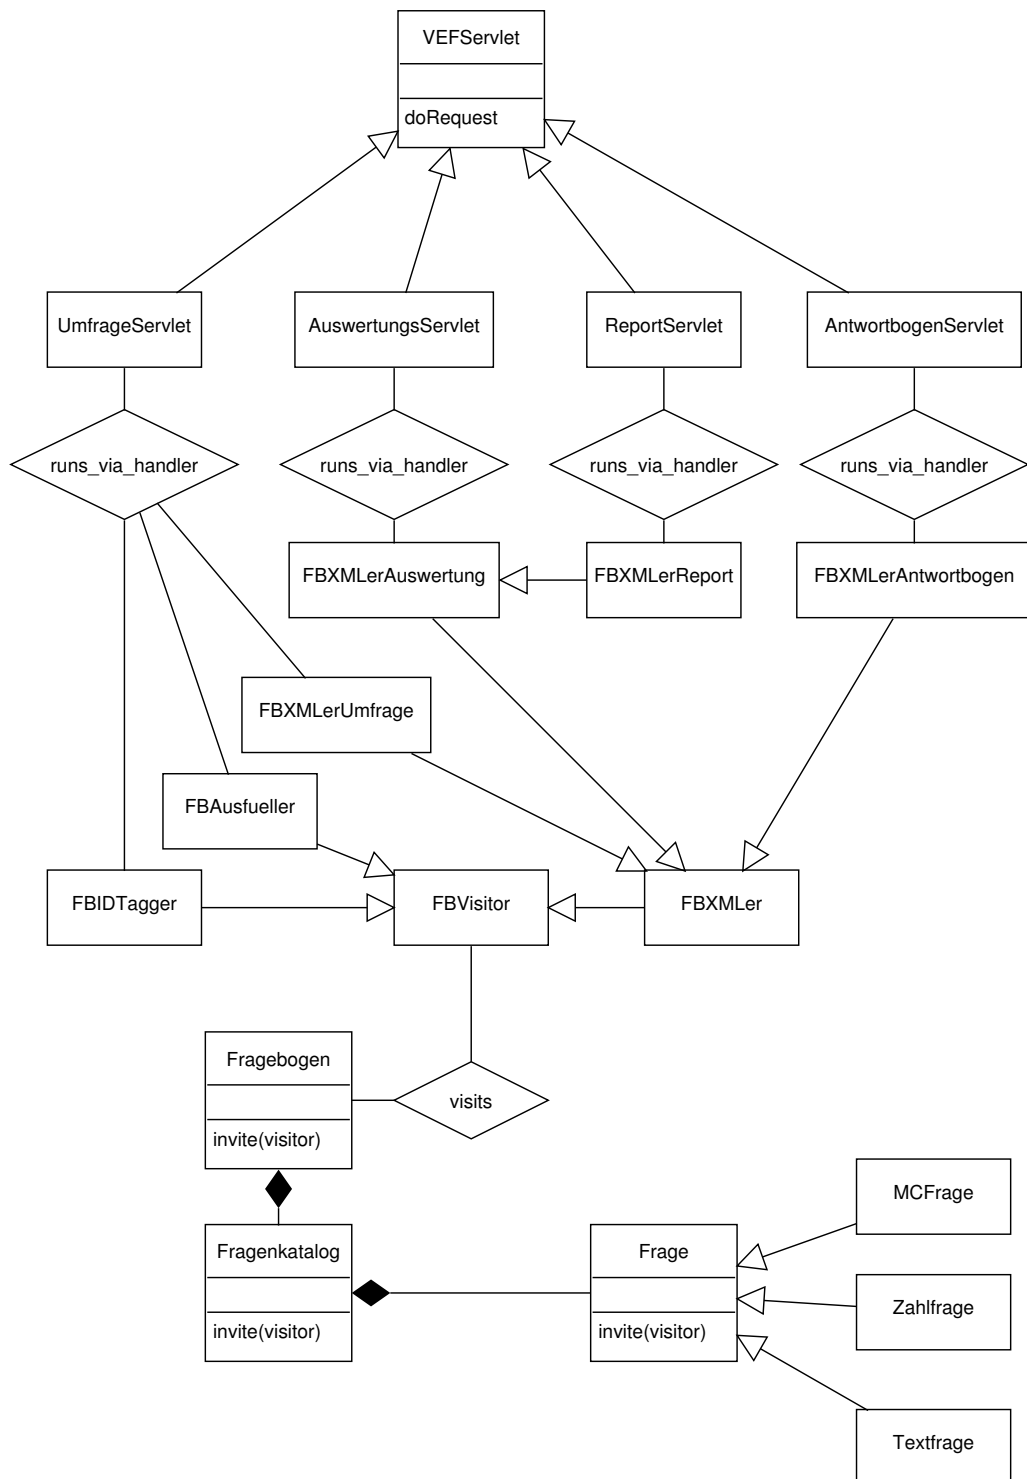 VEFServlet
doRequest
UmfrageServlet
AuswertungsServlet
ReportServlet
AntwortbogenServlet
runs_via_handler
runs_via_handler
runs_via_handler
runs_via_handler
FBXMLerAuswertung
FBXMLerReport
FBXMLerAntwortbogen
FBXMLerUmfrage
FBAusfueller
FBIDTagger
FBVisitor
FBXMLer
Fragebogen
invite(visitor)
visits
Fragenkatalog
invite(visitor)
Frage
invite(visitor)
MCFrage
Zahlfrage
Textfrage